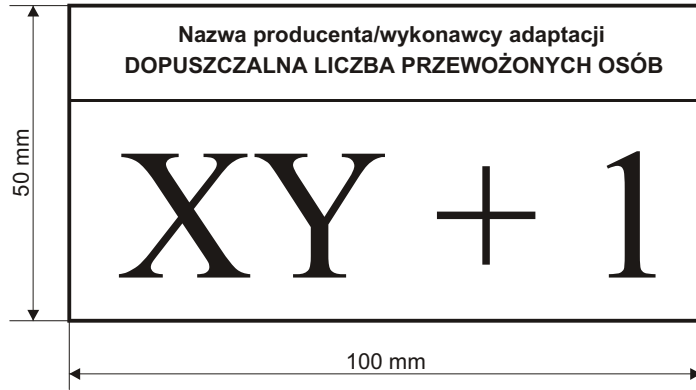 Nazwa producenta/wykonawcy adaptacji
DOPUSZCZALNA LICZBA PRZEWOŻONYCH OSÓB
XY + 1
50 mm
100 mm